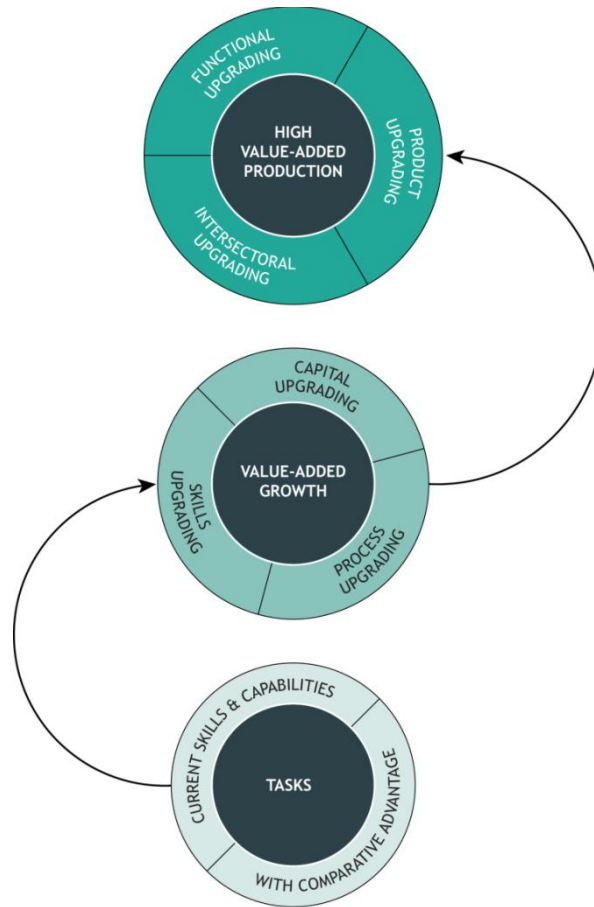 FUNCTIONAL
UPGRADING
PRODUCT
UPGRADING
HIGH
VALUE-ADDED
PRODUCTION
INTERSECTORAL
UPGRADING
CAPITAL
UPGRADING
SKILLS
UPGRADING
VALUE-ADDED
GROWTH
PROCESS
UPGRADING
CURRENT SKILLS & CAPABILITIES
TASKS
WITH COMPARATIVE ADVANTAGE